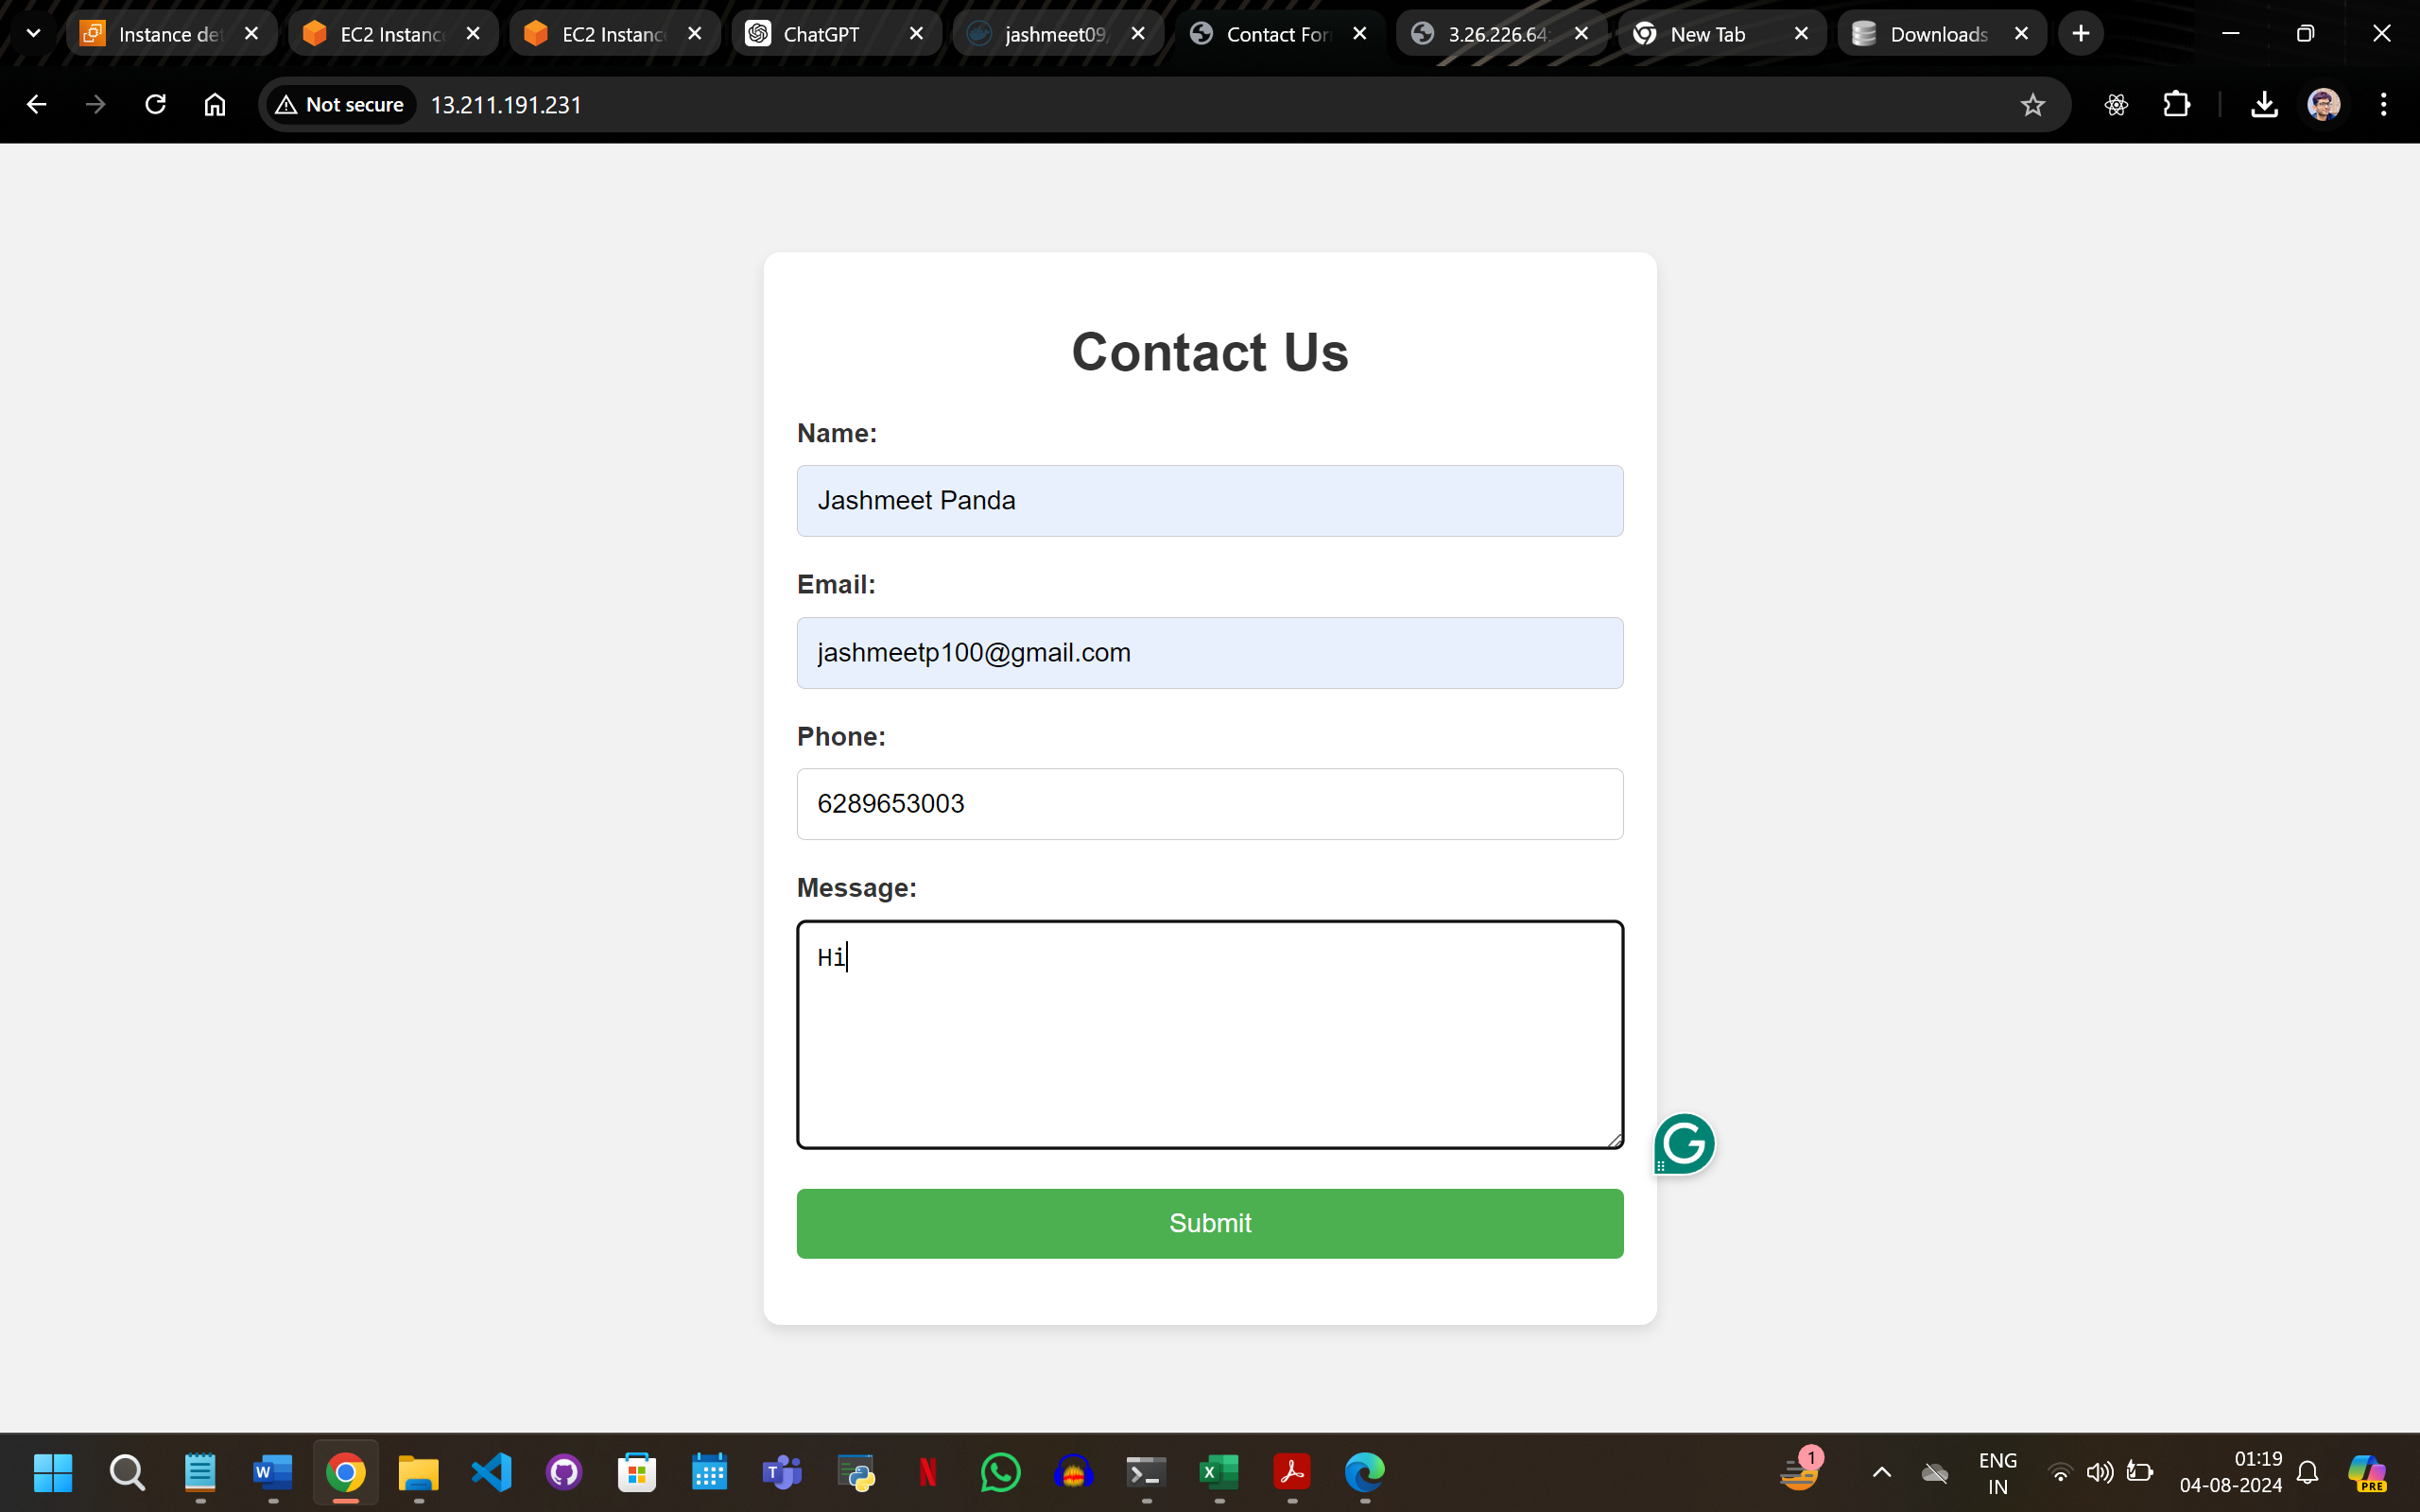 Instance de
EC2 Instanc
EC2 Instanc
ChatGPT
jashmeet09
Contact For
3.26.226.64:
New Tab
Downloads
Not secure
13.211.191.231
Contact Us
Name:
Jashmeet Panda
Email:
jashmeetp100@gmail.com
Phone:
6289653003
Message:
Hi
Submit
1
ENG
IN
01:19
04-08-2024
PRE